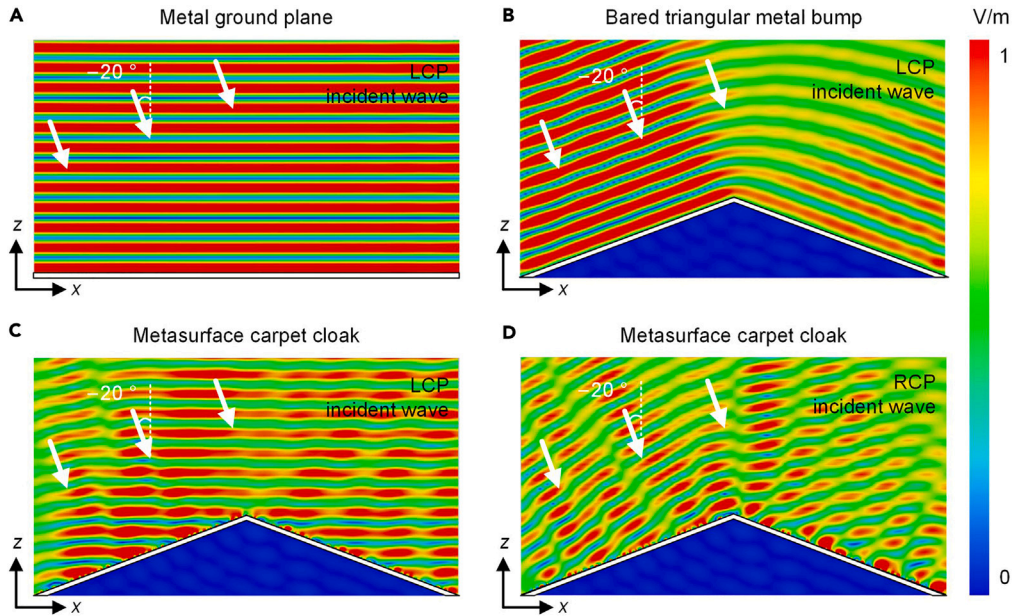 A
Metal ground plane
−20 °
LCP
incident wave
z
x
B
Bared triangular metal bump
−20 °
LCP
incident wave
z
x
V/m
1
0
C
Metasurface carpet cloak
−20 °
LCP
incident wave
z
x
D
Metasurface carpet cloak
−20 °
RCP
incident wave
z
x